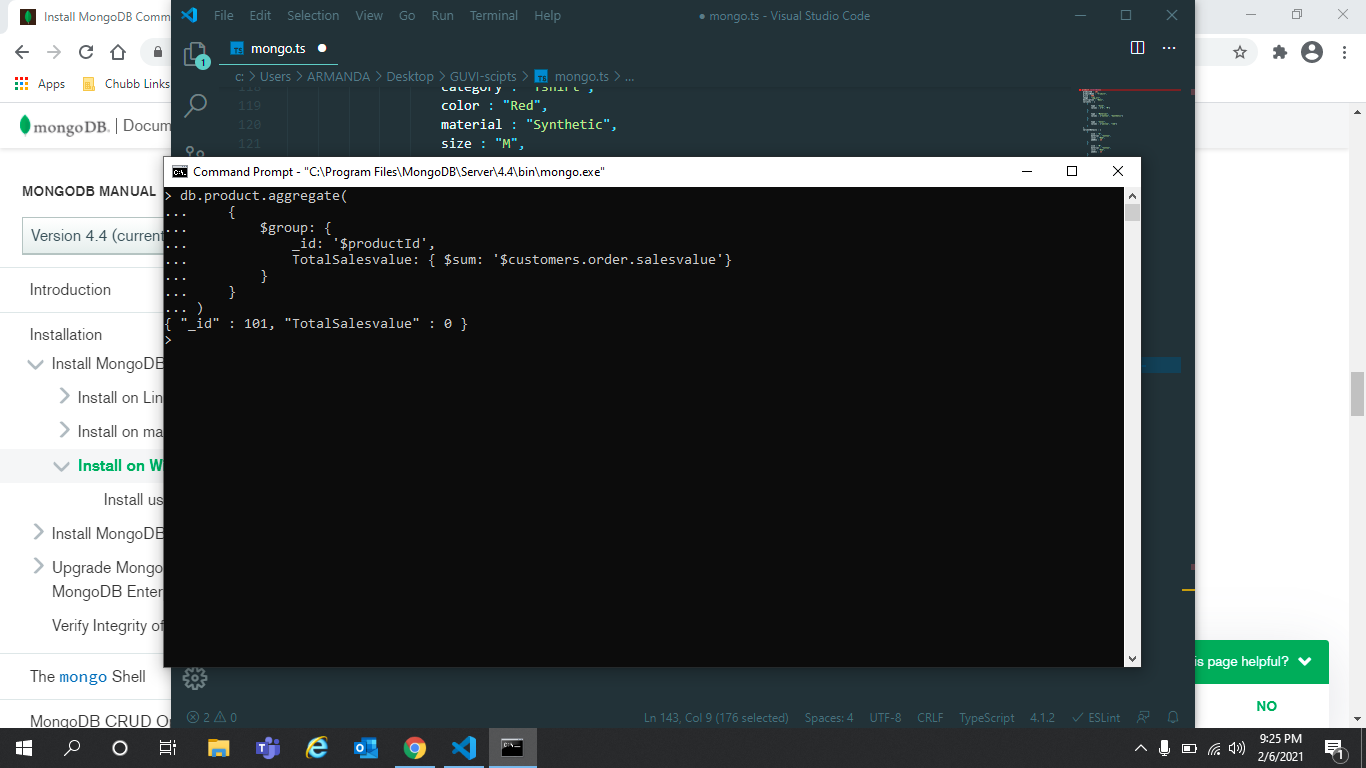 Install MongoDB Comm
File Edit Selection View Go Run Terminal Help
● mongo.ts - Visual Studio Code
1
TS mongo.ts ●
Apps
Chubb Links
c: > Users > ARMANDA > Desktop > GUVI-scipts > TS mongo.ts > ...
118 category : "Tshirt",
119 color : "Red",
120 material : "Synthetic",
121 size : "M",
mongoDB. | Docum
MONGODB MANUAL
Version 4.4 (current
Introduction
Installation
Install MongoDB
Install on Lin
Install on ma
Install on W
Install us
Install MongoDB
Upgrade Mongo
MongoDB Enter
Verify Integrity of
The mongo Shell
MongoDB CRUD Op
Command Prompt - "C:\Program Files\MongoDB\Server\4.4\bin\mongo.exe"
> db.product.aggregate(
...     {
...         $group: {
...             _id: '$productId',
...             TotalSalesvalue: { $sum: '$customers.order.salesvalue'}
...         }
...     }
... )
{ "_id" : 101, "TotalSalesvalue" : 0 }
>
is page helpful?
NO
2 0
Ln 143, Col 9 (176 selected) Spaces: 4 UTF-8 CRLF TypeScript 4.1.2 ESLint
9:25 PM
2/6/2021
1